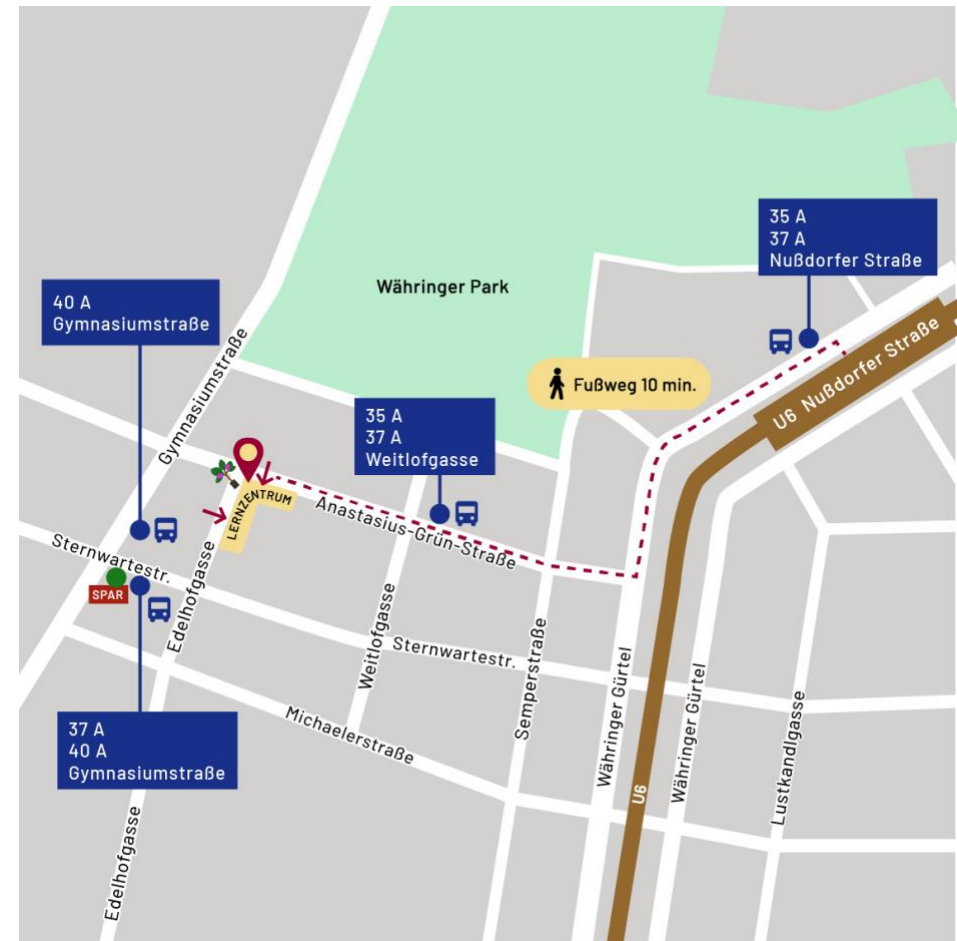 35 A
37 A
Nußdorfer Straße
Währinger Park
40 A
Gymnasiumstraße
U6 Nußdorfer Straße
Gymnasiumstraße
Fußweg 10 min.
35 A
37 A
Weitlofgasse
LERNZENTRUM
Anastasius-Grün-Straße
Sternwartestr.
SPAR
Edelhofgasse
Weitlofgasse
Sternwartestr.
Semperstraße
Währinger Gürtel
Währinger Gürtel
Lustkandlgasse
Michaelerstraße
37 A
40 A
Gymnasiumstraße
U6
Edelhofgasse